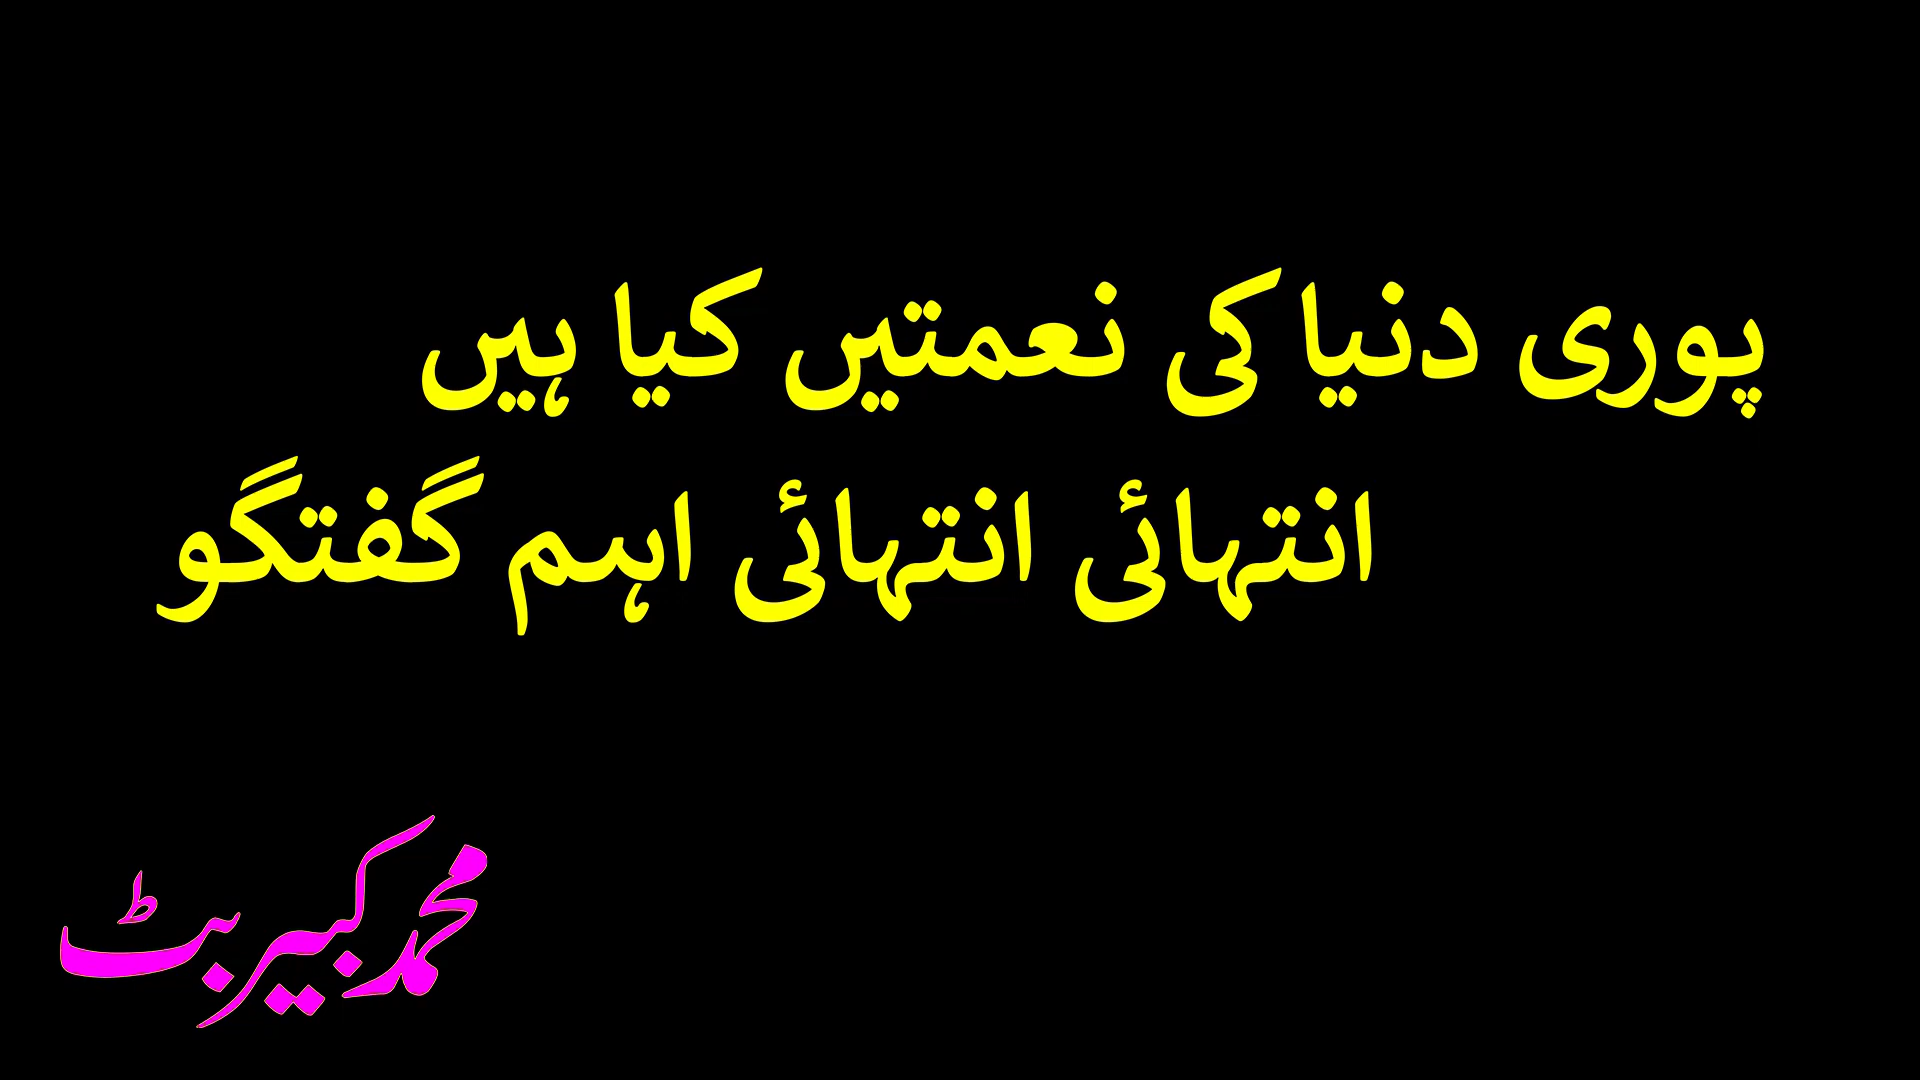 پوری دنیا کی نعمتیں کیا ہیں
انتہائی انتہائی اہم گفتگو
محمد کبیر بٹ